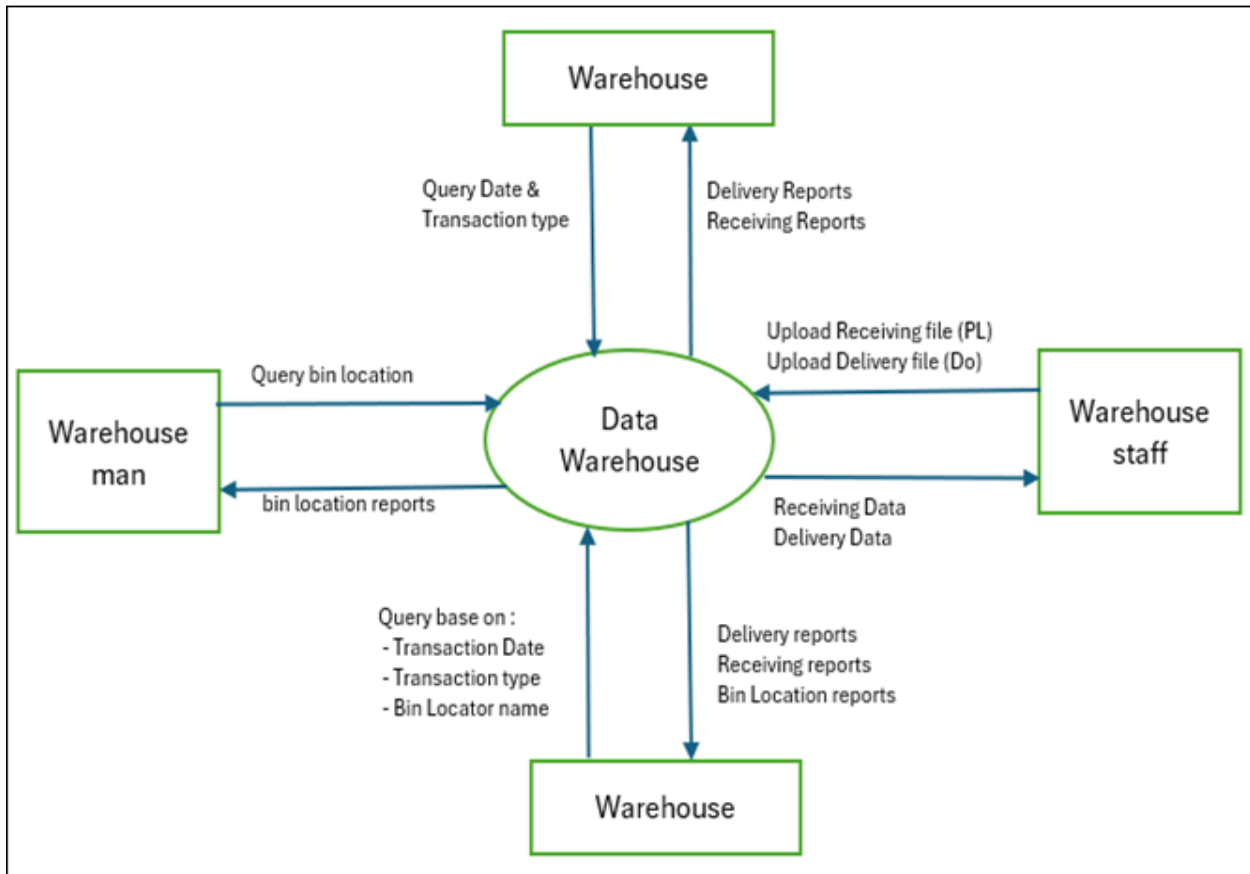 Warehouse
Query Date &
Transaction type
Delivery Reports
Receiving Reports
Upload Receiving file (PL)
Upload Delivery file (Do)
Query bin location
Warehouse
man
Data
Warehouse
Warehouse
staff
bin location reports
Receiving Data
Delivery Data
Query base on :
- Transaction Date
- Transaction type
- Bin Locator name
Delivery reports
Receiving reports
Bin Location reports
Warehouse